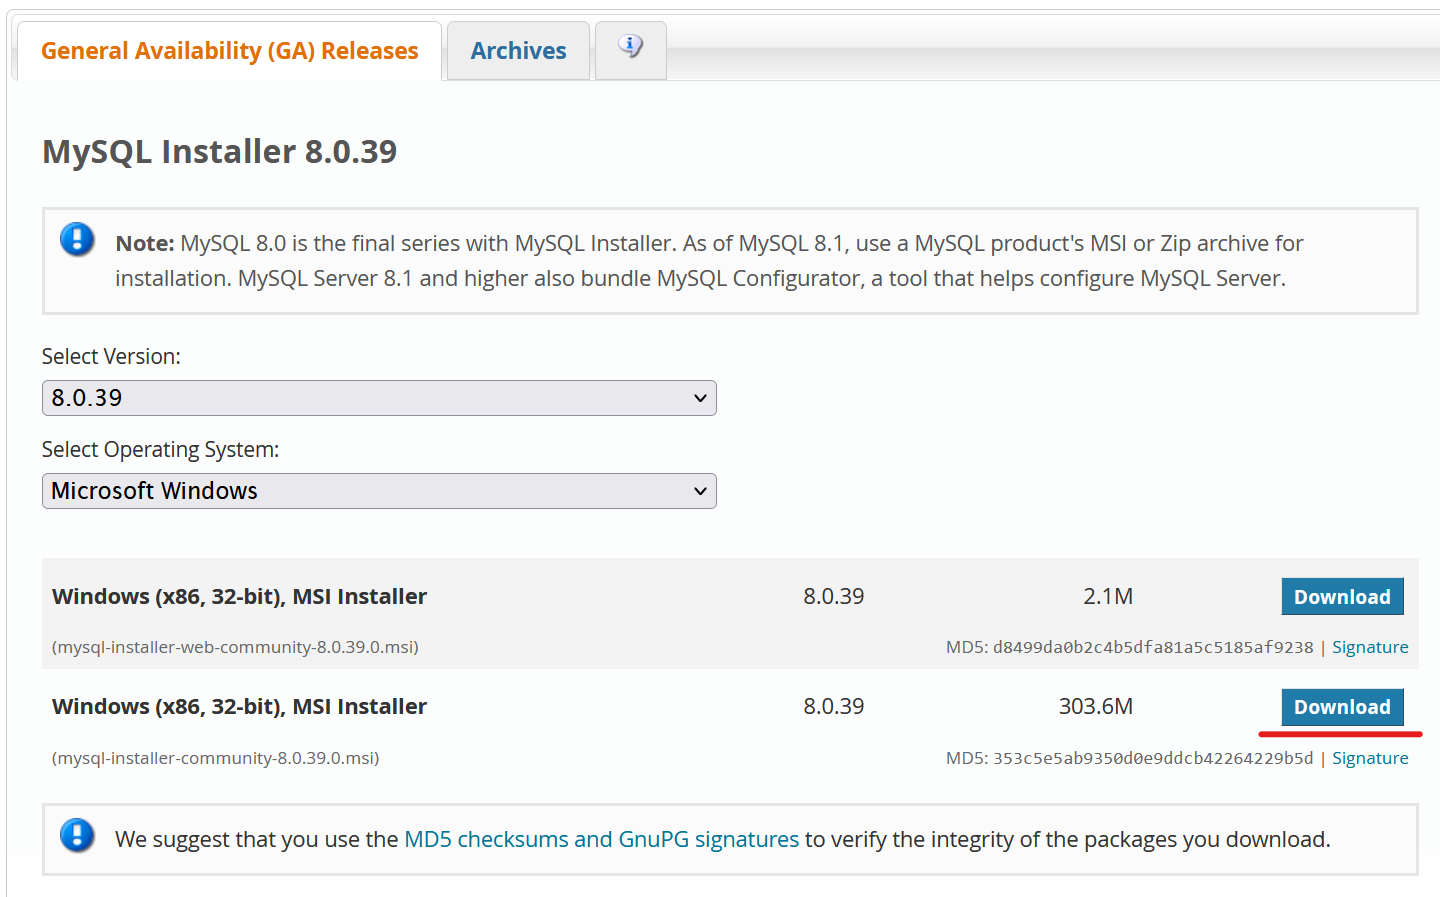 General Availability (GA) Releases
Archives
MySQL Installer 8.0.39
Note: MySQL 8.0 is the final series with MySQL Installer. As of MySQL 8.1, use a MySQL product's MSI or Zip archive for
installation. MySQL Server 8.1 and higher also bundle MySQL Configurator, a tool that helps configure MySQL Server.
Select Version:
8.0.39
Select Operating System:
Microsoft Windows
Windows (x86, 32-bit), MSI Installer 8.0.39 2.1M Download
(mysql-installer-web-community-8.0.39.0.msi) MD5: d8499da0b2c4b5dfa81a5c5185af9238 | Signature
Windows (x86, 32-bit), MSI Installer 8.0.39 303.6M Download
(mysql-installer-community-8.0.39.0.msi) MD5: 353c5e5ab9350d0e9ddcb42264229b5d | Signature
We suggest that you use the MD5 checksums and GnuPG signatures to verify the integrity of the packages you download.